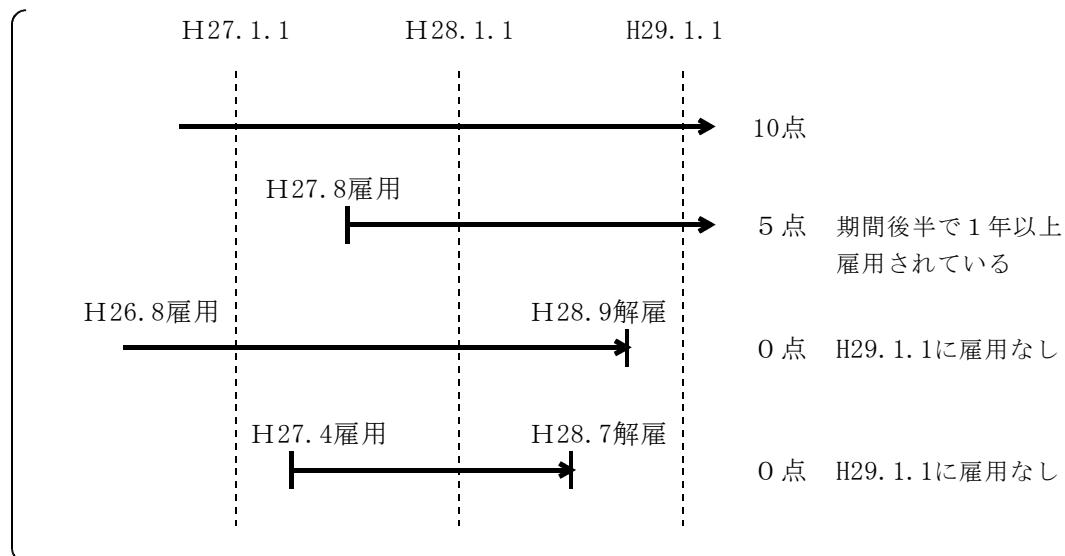 Ｈ27.1.1 Ｈ28.1.1 H29.1.1
10点
Ｈ27.8雇用
５点 期間後半で１年以上
雇用されている
Ｈ26.8雇用 Ｈ28.9解雇
０点 H29.1.1に雇用なし
Ｈ27.4雇用 Ｈ28.7解雇
０点 H29.1.1に雇用なし